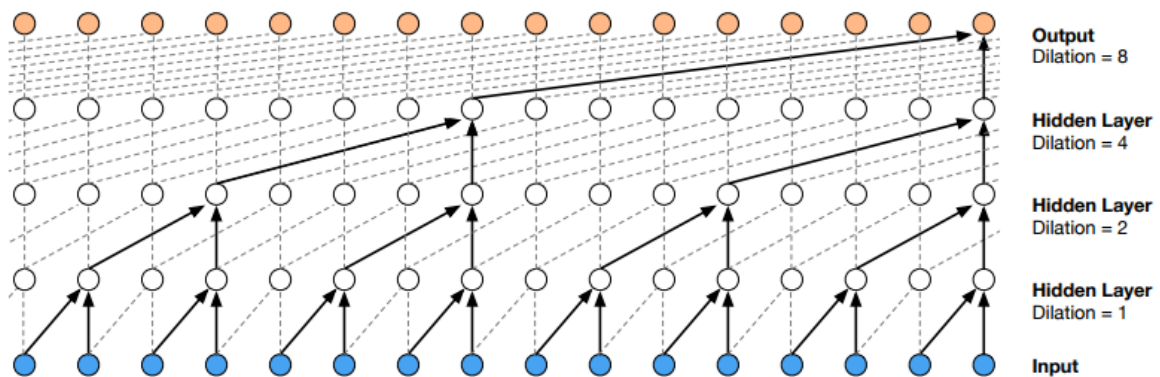 Output
Dilation = 8
Hidden Layer
Dilation = 4
Hidden Layer
Dilation = 2
Hidden Layer
Dilation = 1
Input